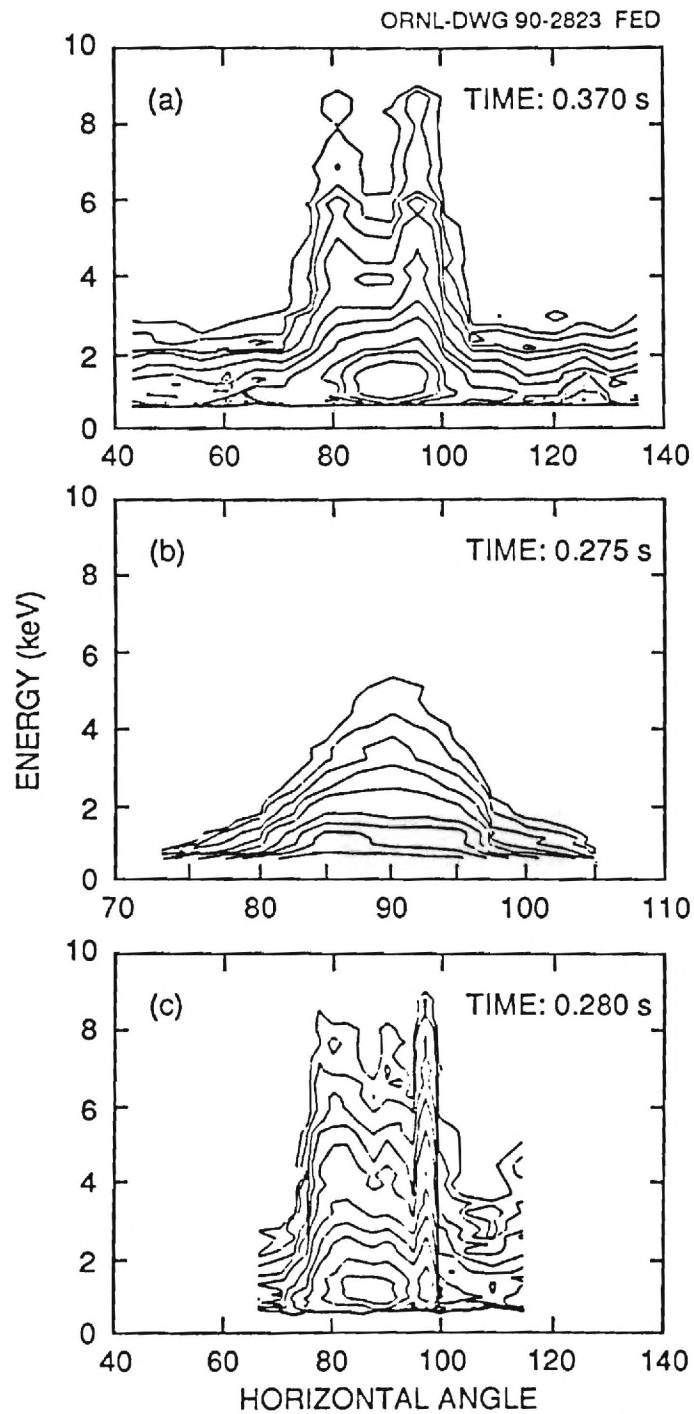 ORNL-DWG 90-2823 FED
10
8
6
4
2
0
(a)
TIME: 0.370 s
40 60 80 100 120 140
10
8
6
4
2
0
(b)
TIME: 0.275 s
70 80 90 100 110
ENERGY (keV)
10
8
6
4
2
0
(c)
TIME: 0.280 s
40 60 80 100 120 140
HORIZONTAL ANGLE